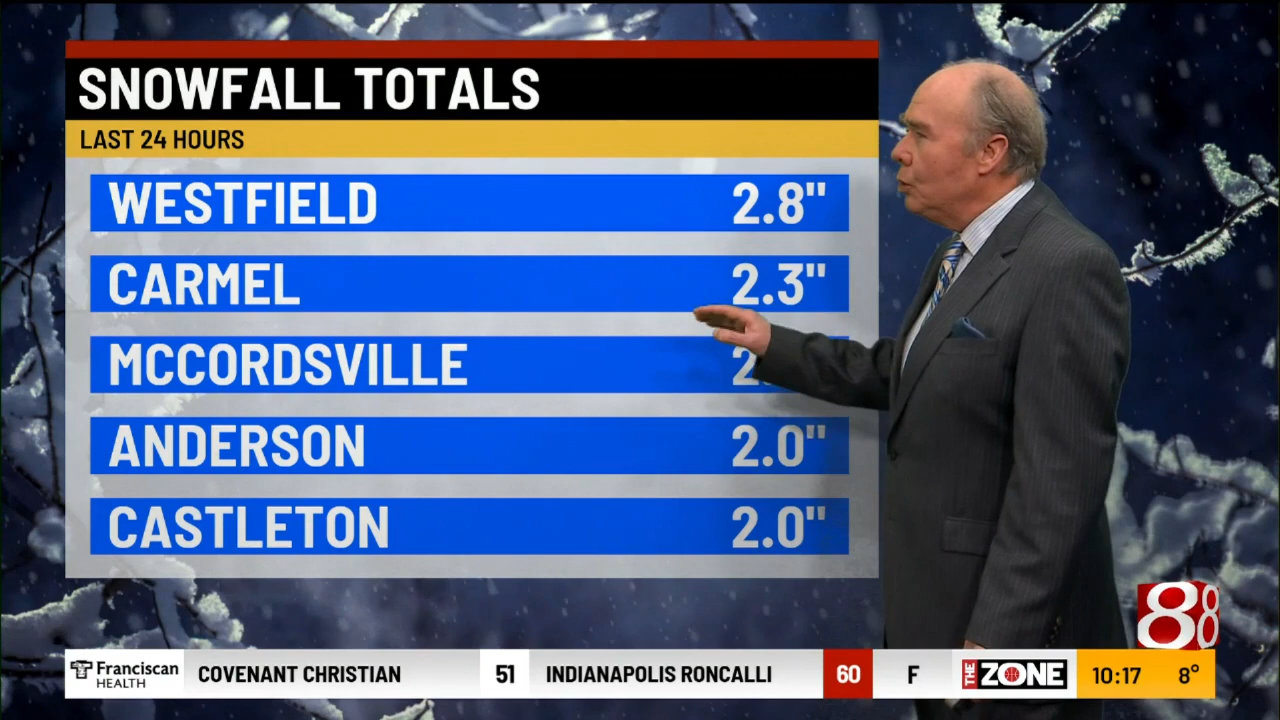 SNOWFALL TOTALS
LAST 24 HOURS
WESTFIELD 2.8"
CARMEL 2.3"
MCCORDSVILLE
ANDERSON 2.0"
CASTLETON 2.0"
8 8
Franciscan HEALTH COVENANT CHRISTIAN 51 INDIANAPOLIS RONCALLI 60 F THE ZONE 10:17 8°